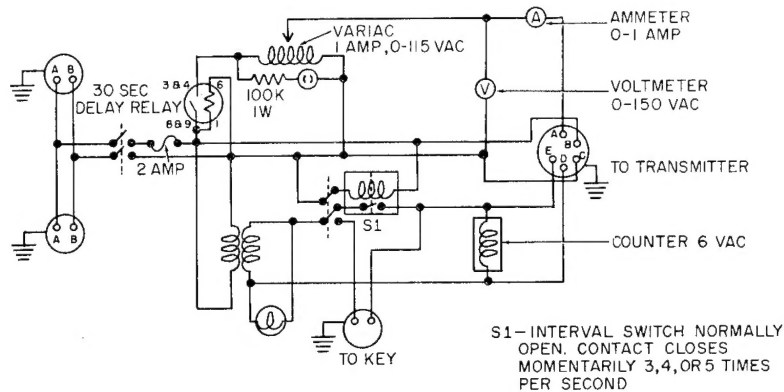 AMMETER
0-1 AMP
VARIAC
1 AMP, 0-115 VAC
30 SEC
DELAY RELAY
3&4
6
8&9
1
100K
1W
V
A
VOLTMETER
0-150 VAC
A B
2 AMP
A
B
C
D
E
TO TRANSMITTER
S1
A B
COUNTER 6 VAC
TO KEY
S1-INTERVAL SWITCH NORMALLY
OPEN. CONTACT CLOSES
MOMENTARILY 3,4,OR 5 TIMES
PER SECOND